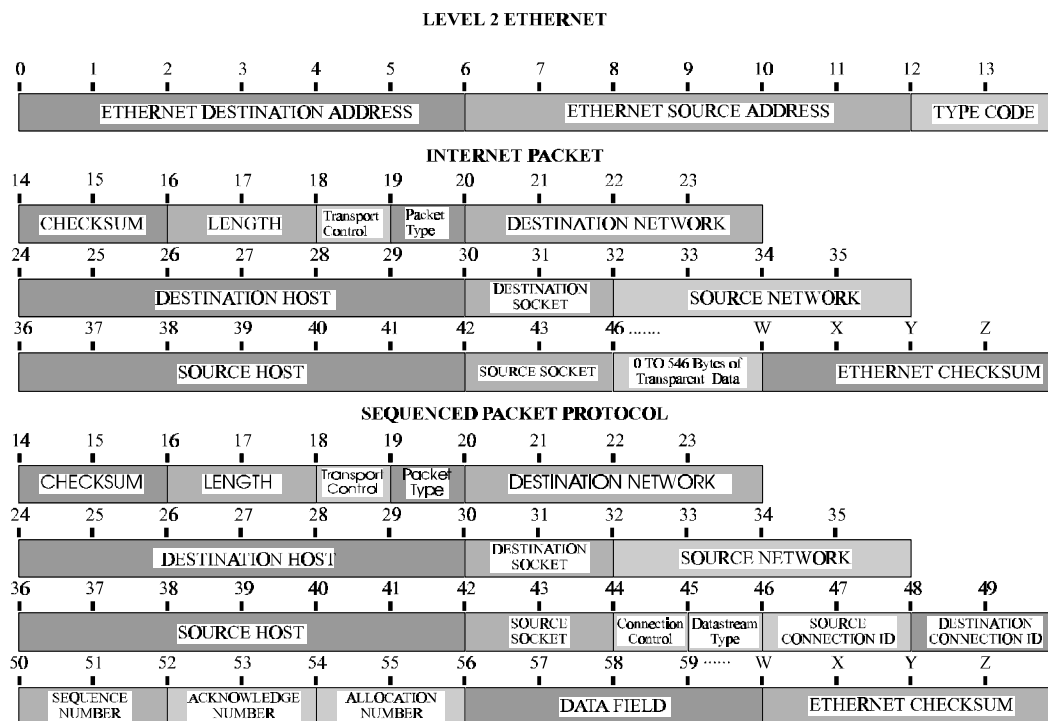 LEVEL 2 ETHERNET
0 1 2 3 4 5 6 7 8 9 10 11 12 13
ETHERNET DESTINATION ADDRESS ETHERNET SOURCE ADDRESS TYPE CODE
INTERNET PACKET
14 15 16 17 18 19 20 21 22 23
CHECKSUM LENGTH Transport Control Packet Type DESTINATION NETWORK
24 25 26 27 28 29 30 31 32 33 34 35
DESTINATION HOST DESTINATION SOCKET SOURCE NETWORK
36 37 38 39 40 41 42 43 46 ....... W X Y Z
SOURCE HOST SOURCE SOCKET 0 TO 546 Bytes of Transparent Data ETHERNET CHECKSUM
SEQUENCED PACKET PROTOCOL
14 15 16 17 18 19 20 21 22 23
CHECKSUM LENGTH Transport Control Packet Type DESTINATION NETWORK
24 25 26 27 28 29 30 31 32 33 34 35
DESTINATION HOST DESTINATION SOCKET SOURCE NETWORK
36 37 38 39 40 41 42 43 44 45 46 47 48 49
SOURCE HOST SOURCE SOCKET Connection Control Datastream Type SOURCE CONNECTION ID DESTINATION CONNECTION ID
50 51 52 53 54 55 56 57 58 59 ...... W X Y Z
SEQUENCE NUMBER ACKNOWLEDGE NUMBER ALLOCATION NUMBER DATA FIELD ETHERNET CHECKSUM